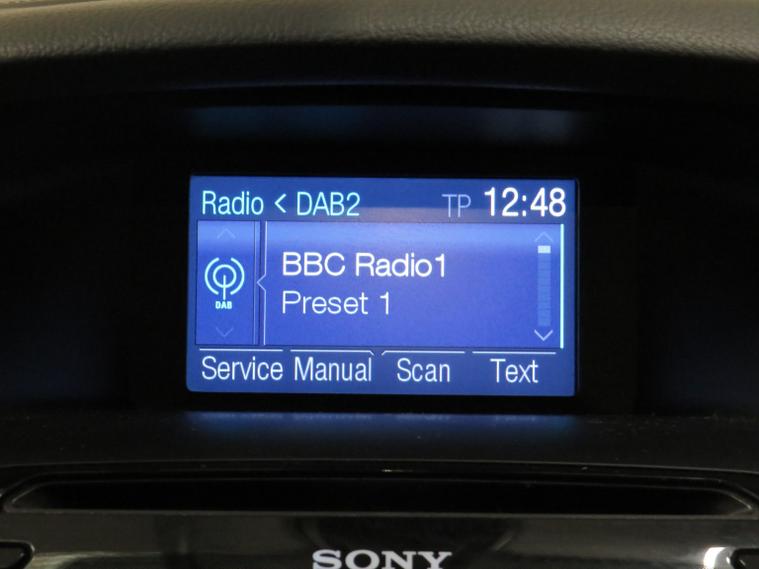 Radio < DAB2 TP 12:48
BBC Radio1
DAB
Preset 1
Service Manual Scan Text
SONY